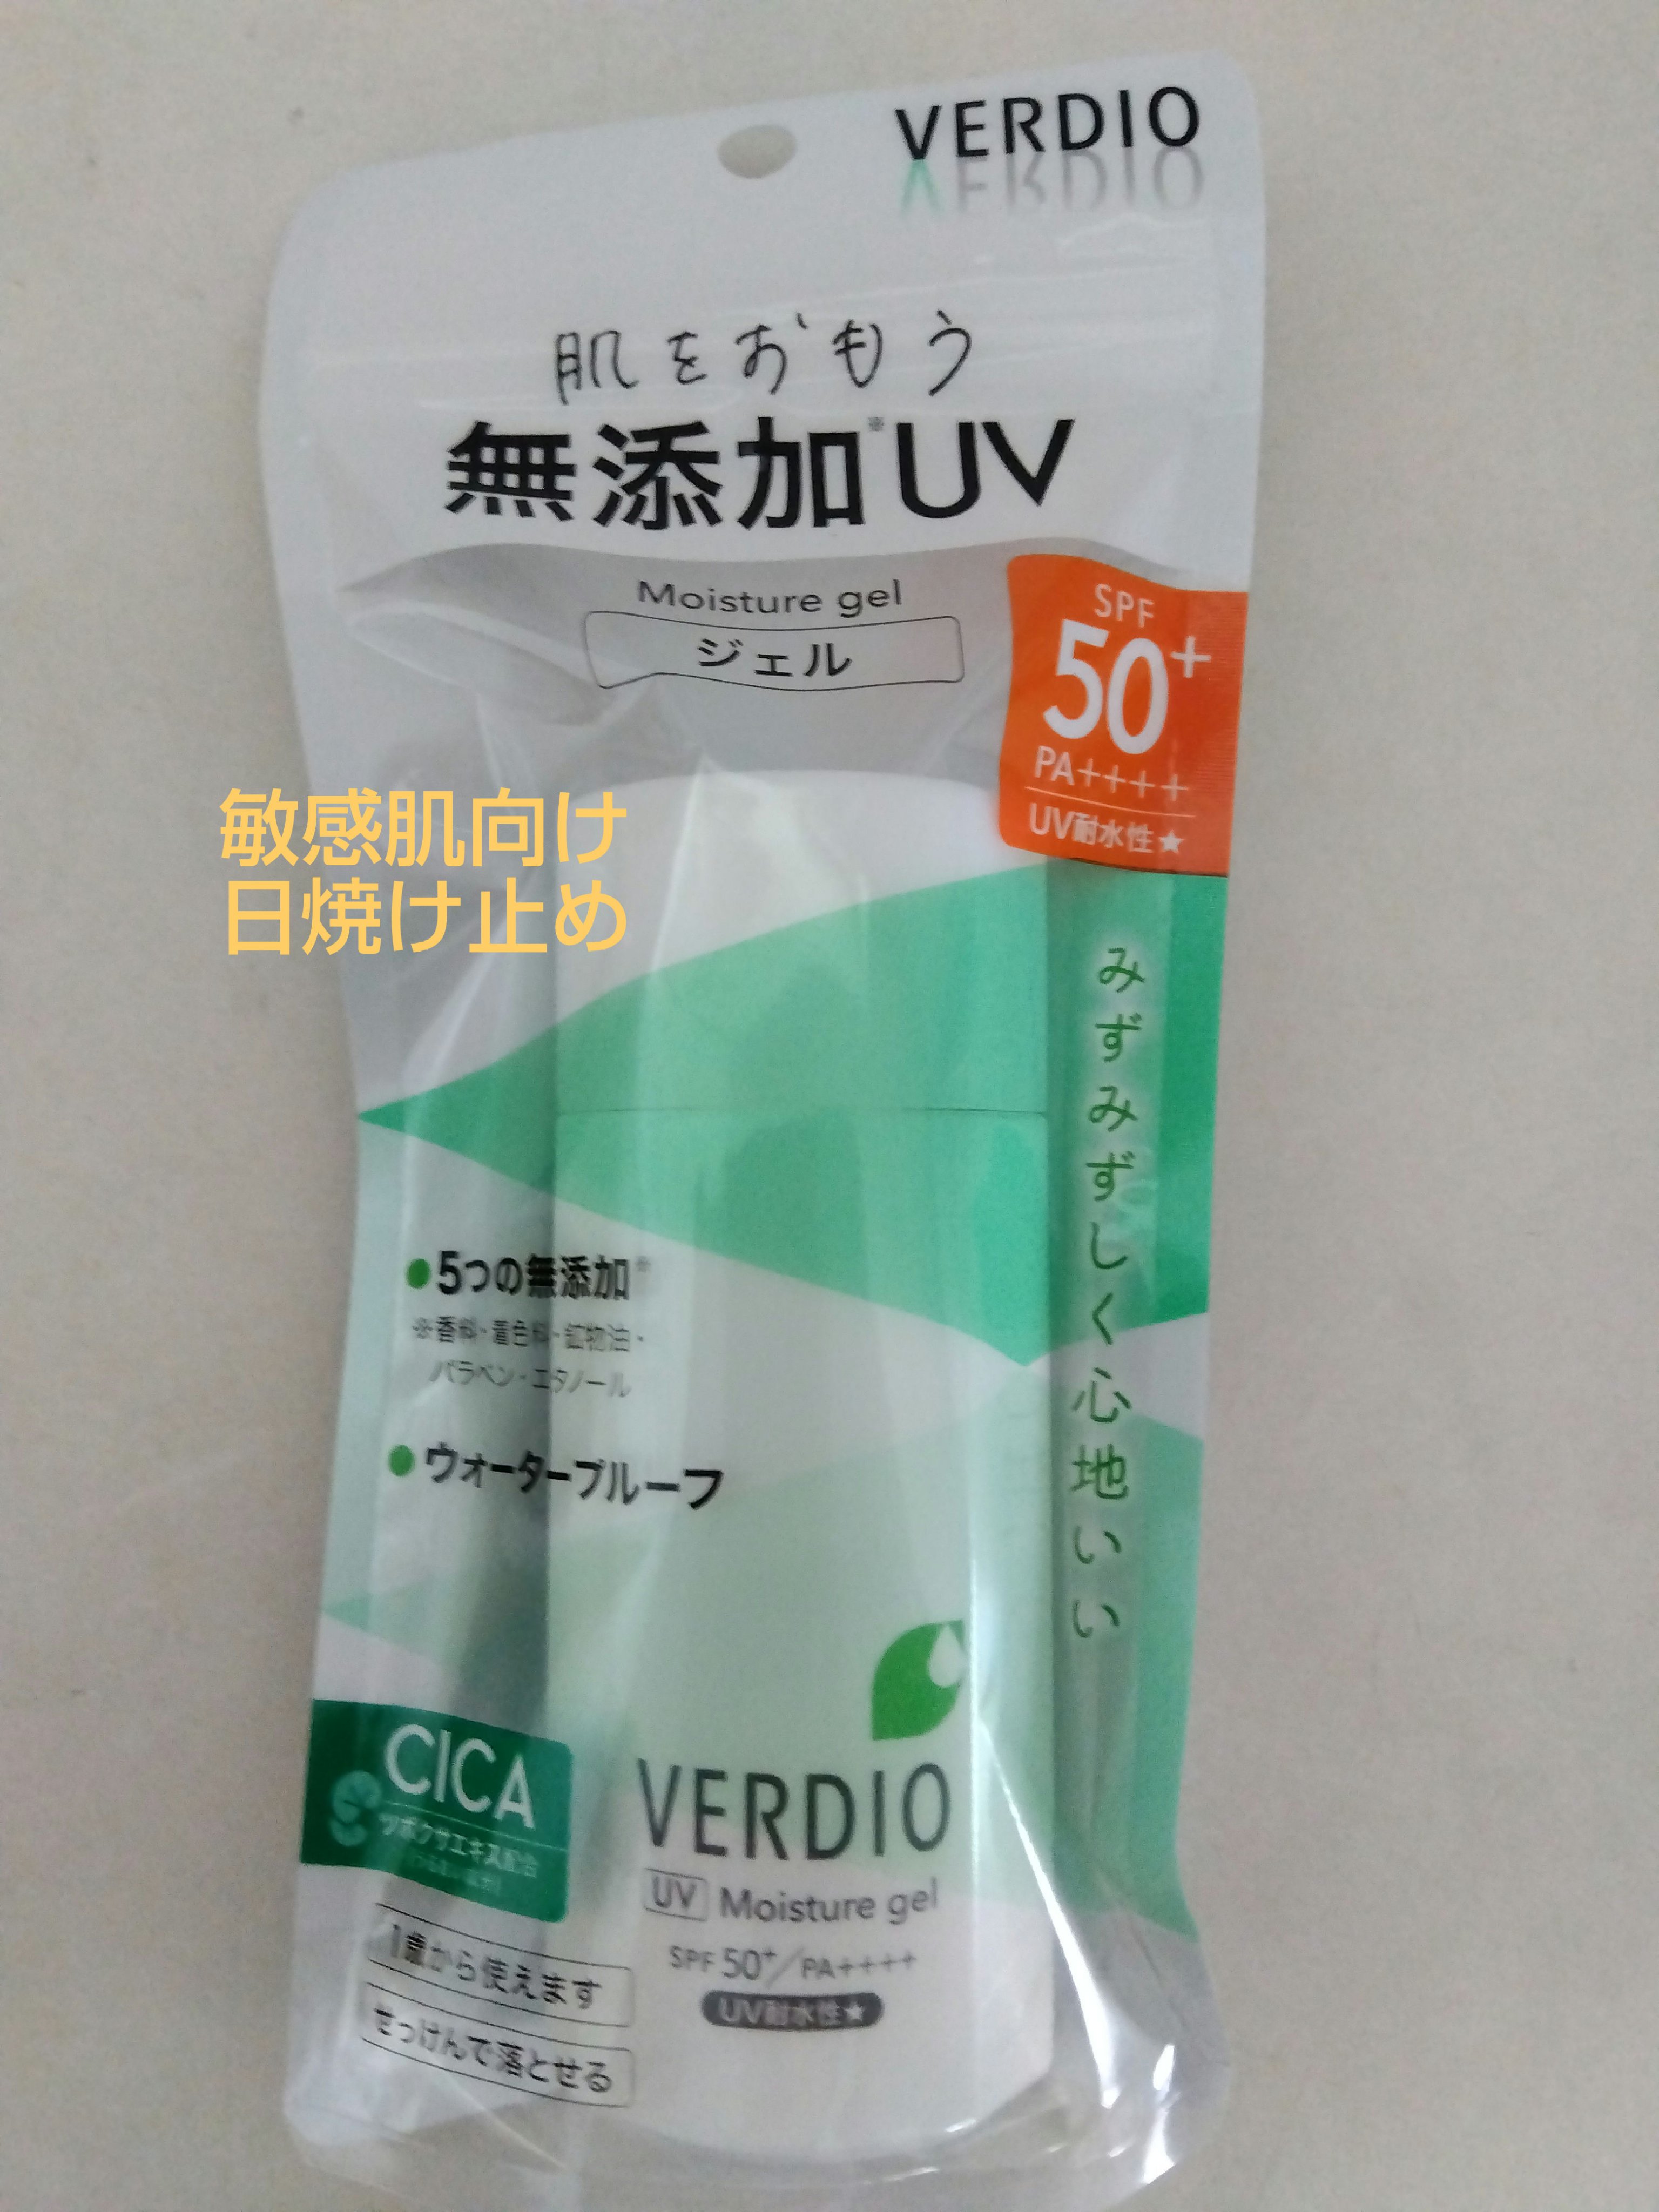 VERDIO
肌をおもう
無添加※UV
Moisture gel
ジェル
SPF
50+
PA++++
UV耐水性★
敏感肌向け
日焼け止め
みずみずしく心地いい
●5つの無添加※
※香料・着色料・鉱物油・
パラベン・エタノール
●ウォータープルーフ
CICA
ツボクサエキス配合
VERDIO
UV Moisture gel
SPF 50+/PA++++
UV耐水性★
1歳から使えます
せっけんで落とせる